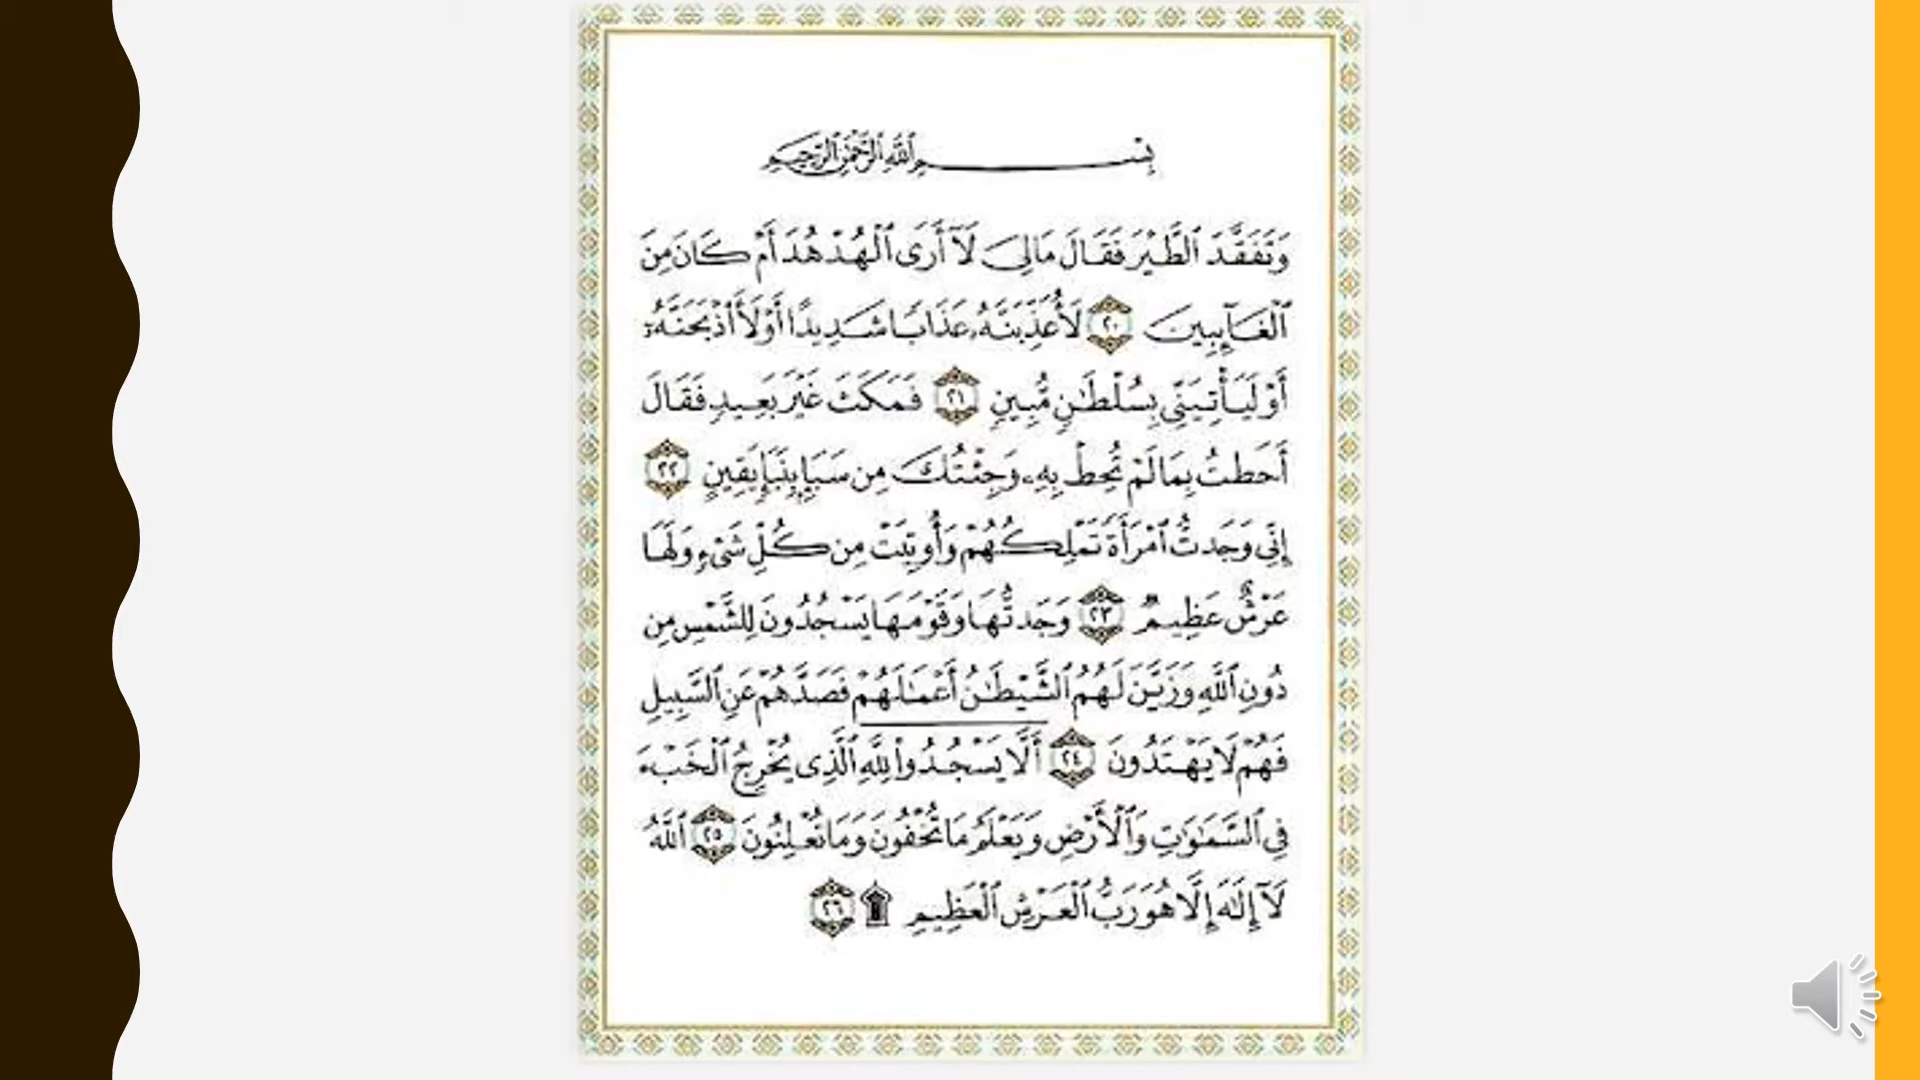 بِسْمِ ٱللَّهِ ٱلرَّحْمَٰنِ ٱلرَّحِيمِ
وَتَفَقَّدَ ٱلطَّيْرَ فَقَالَ مَالِىَ لَآ أَرَى ٱلْهُدْهُدَ أَمْ كَانَ مِنَ
ٱلْغَآئِبِينَ ٢٠ لَأُعَذِّبَنَّهُۥ عَذَابًا شَدِيدًا أَوْ لَأَا۟ذْبَحَنَّهُۥٓ
أَوْ لَيَأْتِيَنِّى بِسُلْطَٰنٍ مُّبِينٍ ٢١ فَمَكَثَ غَيْرَ بَعِيدٍ فَقَالَ
أَحَطتُ بِمَا لَمْ تُحِطْ بِهِۦ وَجِئْتُكَ مِن سَبَإٍۭ بِنَبَإٍ يَقِينٍ ٢٢
إِنِّى وَجَدتُّ ٱمْرَأَةً تَمْلِكُهُمْ وَأُوتِيَتْ مِن كُلِّ شَىْءٍ وَلَهَا
عَرْشٌ عَظِيمٌ ٢٣ وَجَدتُّهَا وَقَوْمَهَا يَسْجُدُونَ لِلشَّمْسِ مِن
دُونِ ٱللَّهِ وَزَيَّنَ لَهُمُ ٱلشَّيْطَٰنُ أَعْمَٰلَهُمْ فَصَدَّهُمْ عَنِ ٱلسَّبِيلِ
فَهُمْ لَا يَهْتَدُونَ ٢٤ أَلَّا يَسْجُدُوا۟ لِلَّهِ ٱلَّذِى يُخْرِجُ ٱلْخَبْءَ
فِى ٱلسَّمَٰوَٰتِ وَٱلْأَرْضِ وَيَعْلَمُ مَا تُخْفُونَ وَمَا تُعْلِنُونَ ٢٥ ٱللَّهُ
لَآ إِلَٰهَ إِلَّا هُوَ رَبُّ ٱلْعَرْشِ ٱلْعَظِيمِ ۩ ٢٦